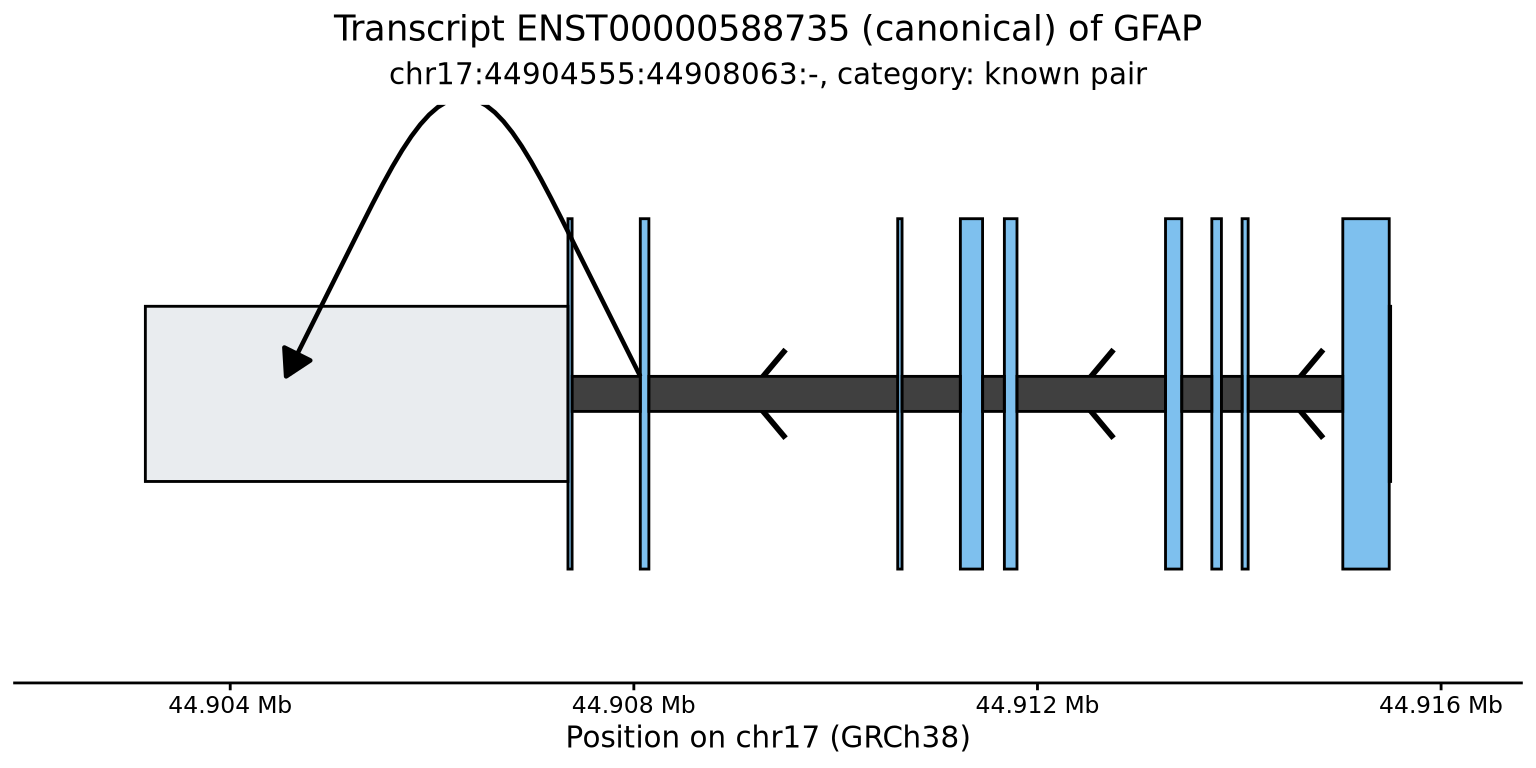 Transcript ENST00000588735 (canonical) of GFAP
chr17:44904555:44908063:-, category: known pair
44.904 Mb
44.908 Mb
44.912 Mb
44.916 Mb
Position on chr17 (GRCh38)